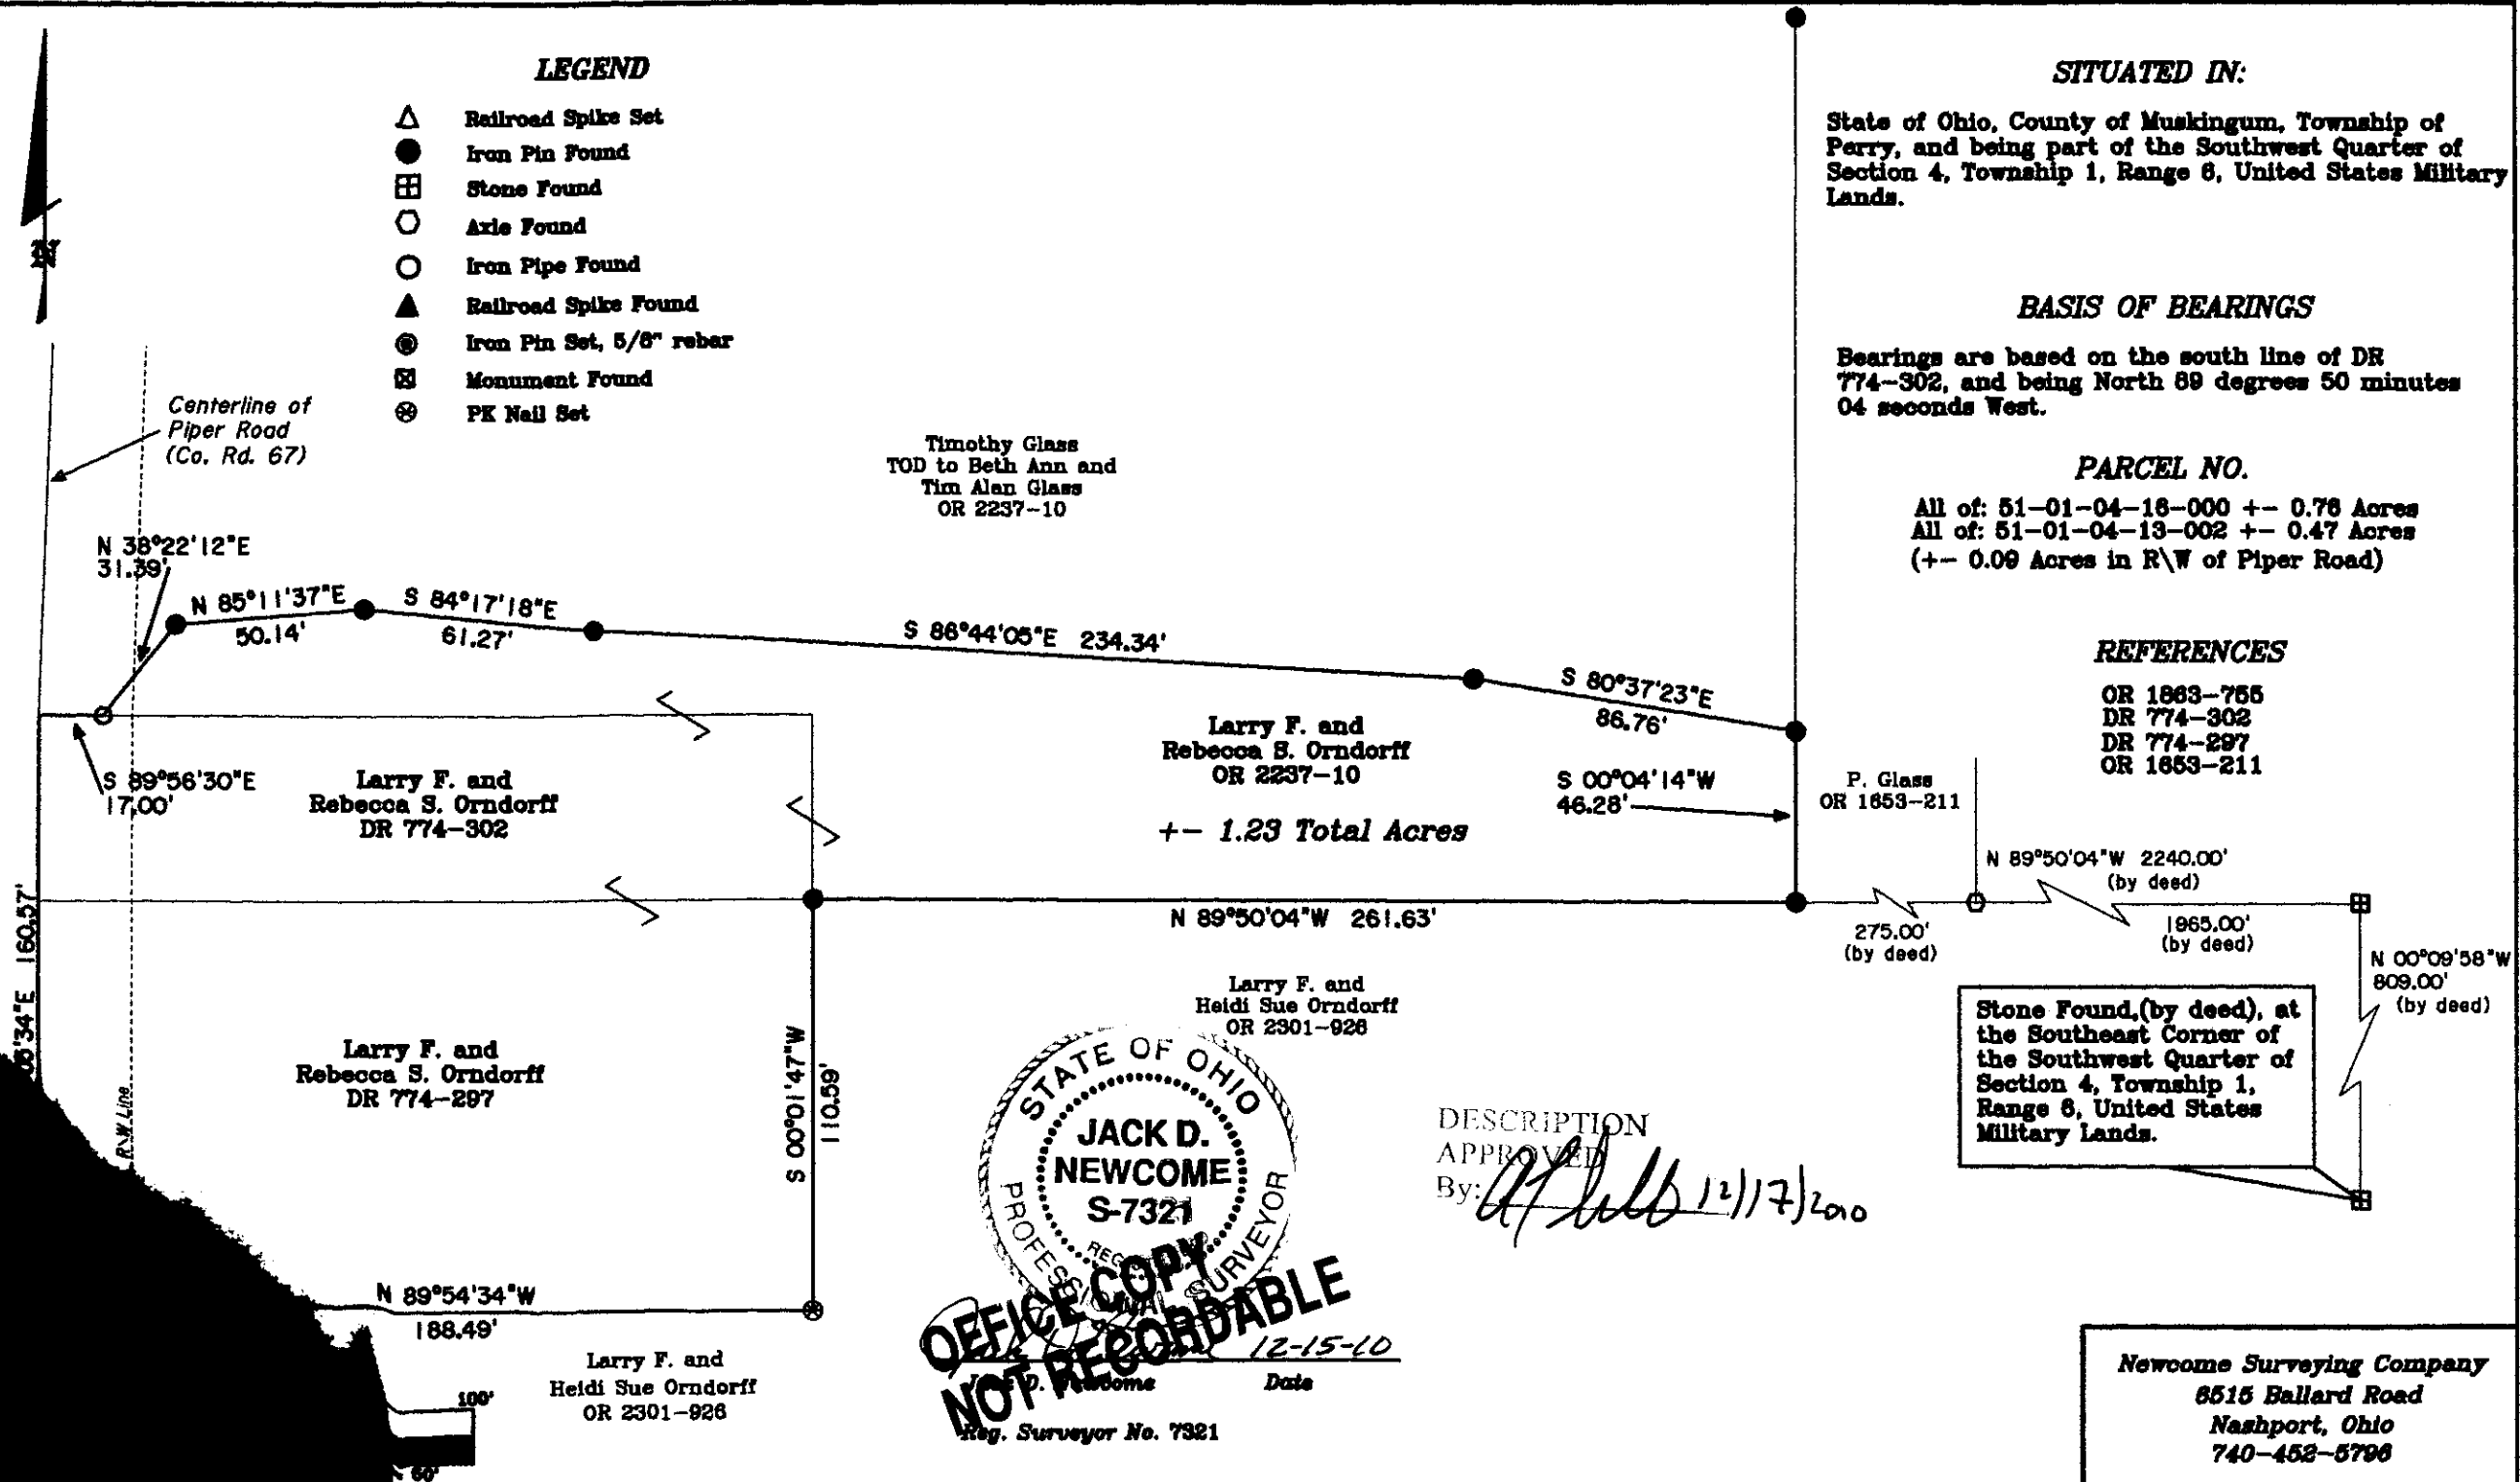 LEGEND
Railroad Spike Set
Iron Pin Found
Stone Found
Axle Found
Iron Pipe Found
Railroad Spike Found
Iron Pin Set, 5/8" rebar
Monument Found
PK Nail Set
N
Centerline of
Piper Road
(Co. Rd. 67)
Timothy Glass
TOD to Beth Ann and
Tim Alan Glass
OR 2237-10
SITUATED IN:
State of Ohio, County of Muskingum, Township of
Perry, and being part of the Southwest Quarter of
Section 4, Township 1, Range 6, United States Military
Lands.
BASIS OF BEARINGS
Bearings are based on the south line of DR
774-302, and being North 89 degrees 50 minutes
04 seconds West.
PARCEL NO.
All of: 51-01-04-16-000 +- 0.76 Acres
All of: 51-01-04-13-002 +- 0.47 Acres
(+- 0.09 Acres in R\W of Piper Road)
REFERENCES
OR 1863-755
DR 774-302
DR 774-297
OR 1653-211
N 38°22'12"E
31.39'
N 85°11'37"E
50.14'
S 84°17'18"E
61.27'
S 86°44'05"E 234.34'
S 80°37'23"E
86.76'
S 89°56'30"E
17.00'
Larry F. and
Rebecca S. Orndorff
DR 774-302
Larry F. and
Rebecca S. Orndorff
OR 2237-10
+- 1.23 Total Acres
S 00°04'14"W
46.28'
P. Glass
OR 1653-211
N 89°50'04"W 2240.00'
(by deed)
275.00'
(by deed)
1965.00'
(by deed)
N 00°09'58"W
809.00'
(by deed)
N 89°50'04"W 261.63'
'34"E 160.57'
R\W Line
Larry F. and
Rebecca S. Orndorff
DR 774-297
S 00°01'47"W
110.59'
Larry F. and
Heidi Sue Orndorff
OR 2301-926
Stone Found,(by deed), at
the Southeast Corner of
the Southwest Quarter of
Section 4, Township 1,
Range 6, United States
Military Lands.
STATE OF OHIO
JACK D.
NEWCOME
S-7321
PROFESSIONAL SURVEYOR
OFFICE COPY
NOT RECORDABLE
12-15-10
Date
Reg. Surveyor No. 7321
DESCRIPTION
APPROVED
By:
12/17/2010
N 89°54'34"W
188.49'
Larry F. and
Heidi Sue Orndorff
OR 2301-926
100'
60'
Newcome Surveying Company
6515 Ballard Road
Nashport, Ohio
740-452-5796